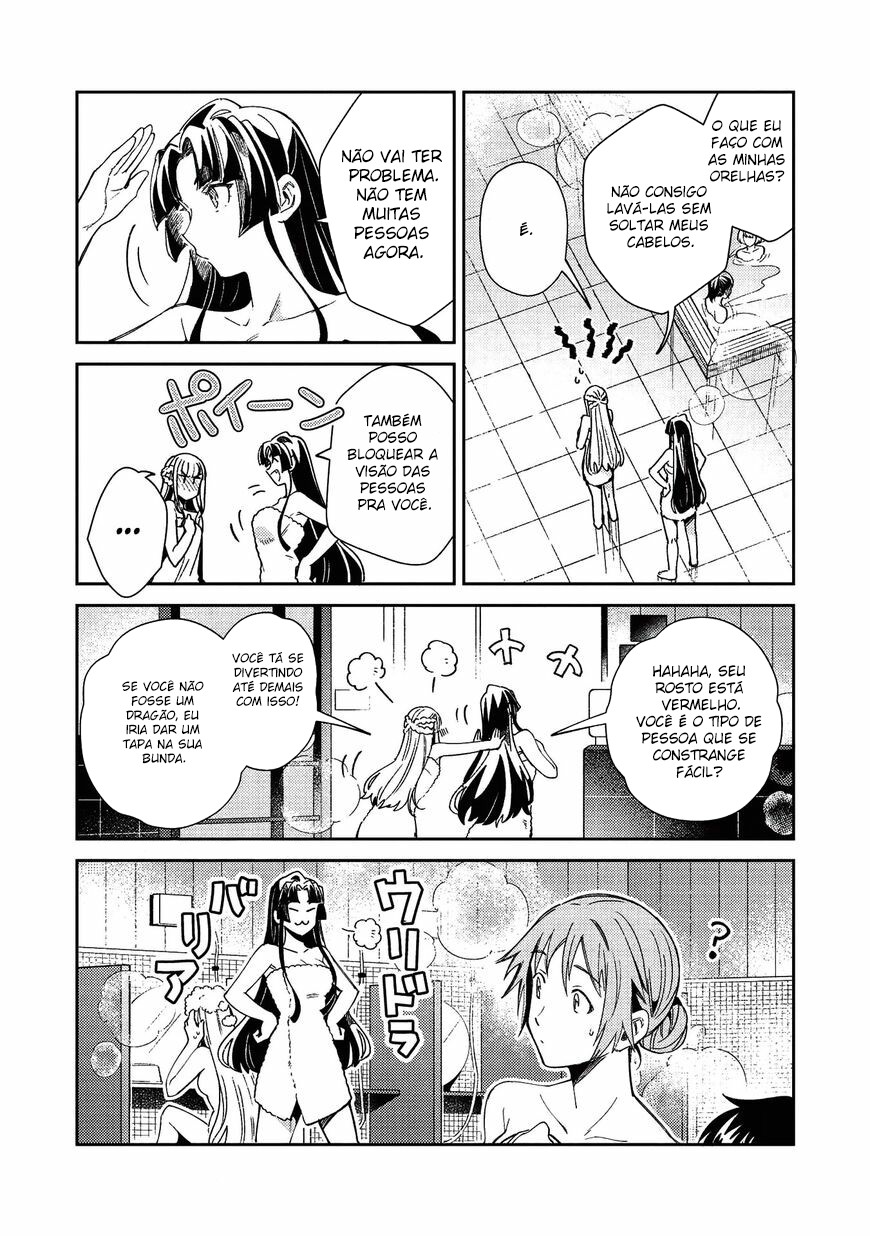 O QUE EU
FAÇO COM
AS MINHAS
ORELHAS?
NÃO CONSIGO
LAVÁ-LAS SEM
SOLTAR MEUS
CABELOS.
É.
NÃO VAI TER
PROBLEMA.
NÃO TEM
MUITAS
PESSOAS
AGORA.
ポイーン
TAMBÉM
POSSO
BLOQUEAR A
VISÃO DAS
PESSOAS
PRA VOCÊ.
...
HAHAHA, SEU
ROSTO ESTÁ
VERMELHO.
VOCÊ É O TIPO DE
PESSOA QUE SE
CONSTRANGE
FÁCIL?
VOCÊ TÁ SE
DIVERTINDO
ATÉ DEMAIS
COM ISSO!
SE VOCÊ NÃO
FOSSE UM
DRAGÃO, EU
IRIA DAR UM
TAPA NA SUA
BUNDA.
?
ウリドラ
バリア